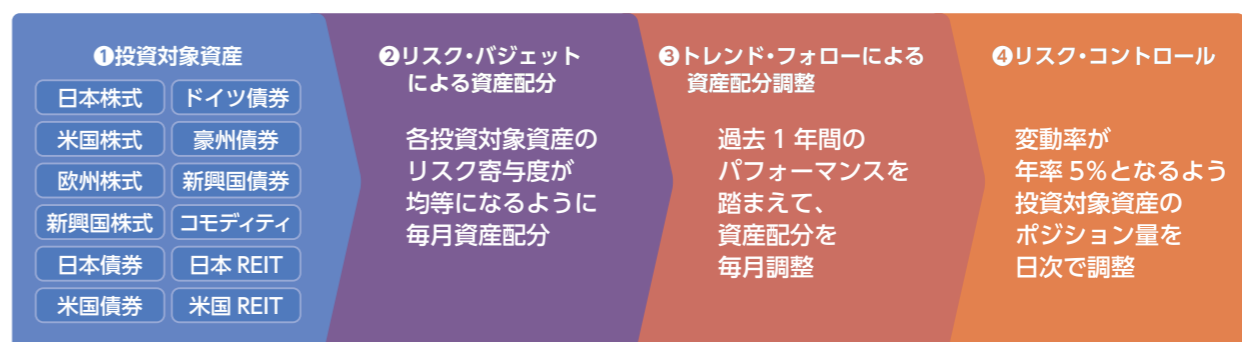 ❶投資対象資産
日本株式 ドイツ債券
米国株式 豪州債券
欧州株式 新興国債券
新興国株式 コモディティ
日本債券 日本 REIT
米国債券 米国 REIT
❷リスク・バジェット
による資産配分
各投資対象資産の
リスク寄与度が
均等になるように
毎月資産配分
❸トレンド・フォローによる
資産配分調整
過去 1 年間の
パフォーマンスを
踏まえて、
資産配分を
毎月調整
❹リスク・コントロール
変動率が
年率 5%となるよう
投資対象資産の
ポジション量を
日次で調整